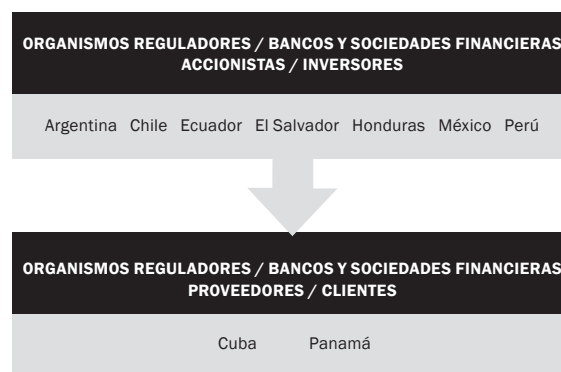 ORGANISMOS REGULADORES / BANCOS Y SOCIEDADES FINANCIERAS
ACCIONISTAS / INVERSORES
Argentina Chile Ecuador El Salvador Honduras México Perú
ORGANISMOS REGULADORES / BANCOS Y SOCIEDADES FINANCIERAS
PROVEEDORES / CLIENTES
Cuba Panamá